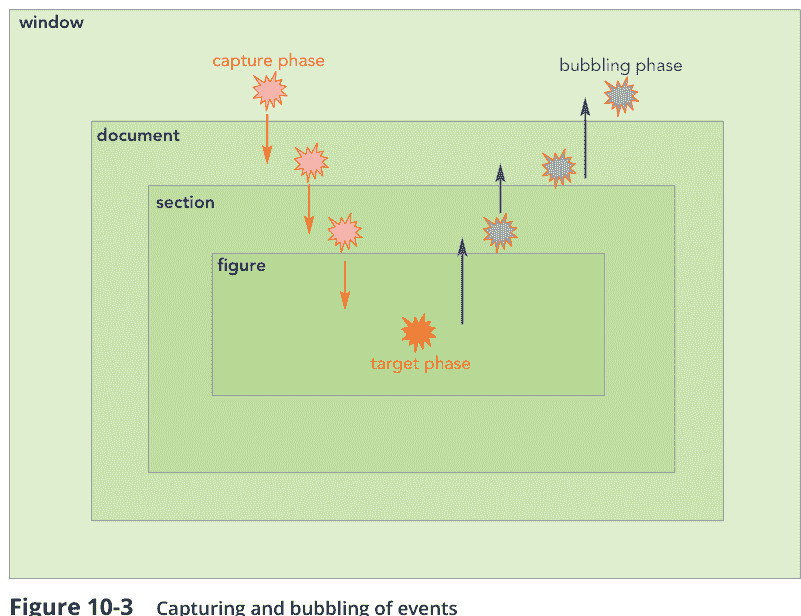 window
capture phase
bubbling phase
document
section
figure
target phase
Figure 10-3 Capturing and bubbling of events